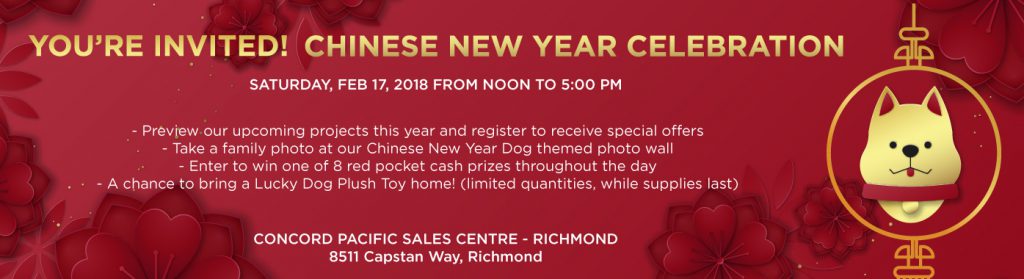 YOU'RE INVITED! CHINESE NEW YEAR CELEBRATION
SATURDAY, FEB 17, 2018 FROM NOON TO 5:00 PM
- Preview our upcoming projects this year and register to receive special offers
- Take a family photo at our Chinese New Year Dog themed photo wall
- Enter to win one of 8 red pocket cash prizes throughout the day
- A chance to bring a Lucky Dog Plush Toy home! (limited quantities, while supplies last)
CONCORD PACIFIC SALES CENTRE - RICHMOND
8511 Capstan Way, Richmond